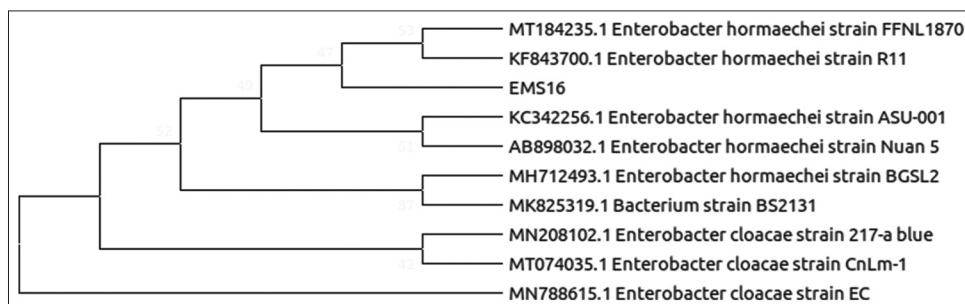 53
MT184235.1 Enterobacter hormaechei strain FFNL1870
47
KF843700.1 Enterobacter hormaechei strain R11
EMS16
49
KC342256.1 Enterobacter hormaechei strain ASU-001
52
61
AB898032.1 Enterobacter hormaechei strain Nuan 5
MH712493.1 Enterobacter hormaechei strain BGSL2
87
MK825319.1 Bacterium strain BS2131
MN208102.1 Enterobacter cloacae strain 217-a blue
42
MT074035.1 Enterobacter cloacae strain CnLm-1
MN788615.1 Enterobacter cloacae strain EC